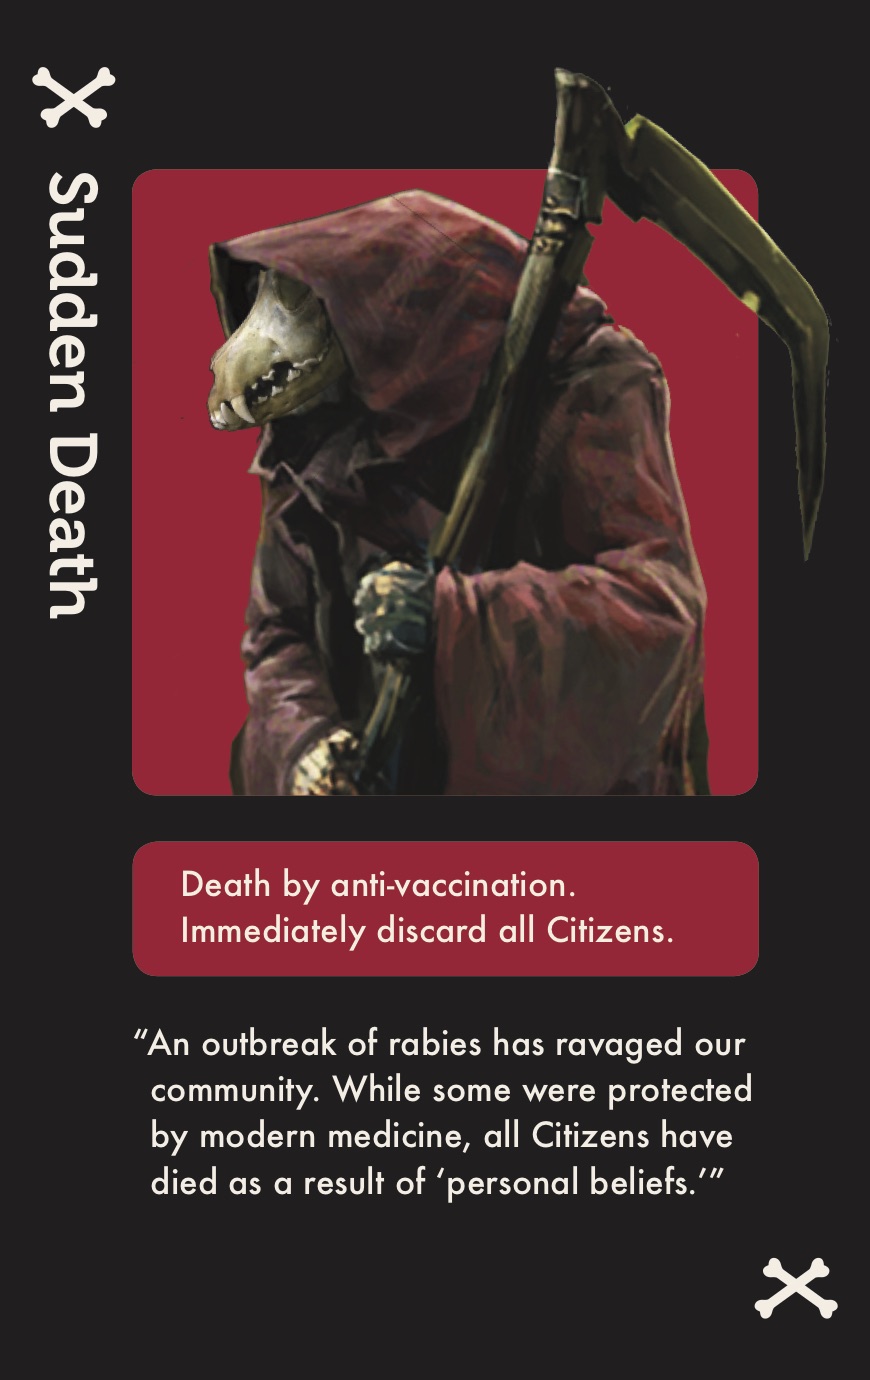 Sudden Death
Death by anti-vaccination.
Immediately discard all Citizens.
“An outbreak of rabies has ravaged our
community. While some were protected
by modern medicine, all Citizens have
died as a result of ‘personal beliefs.’”